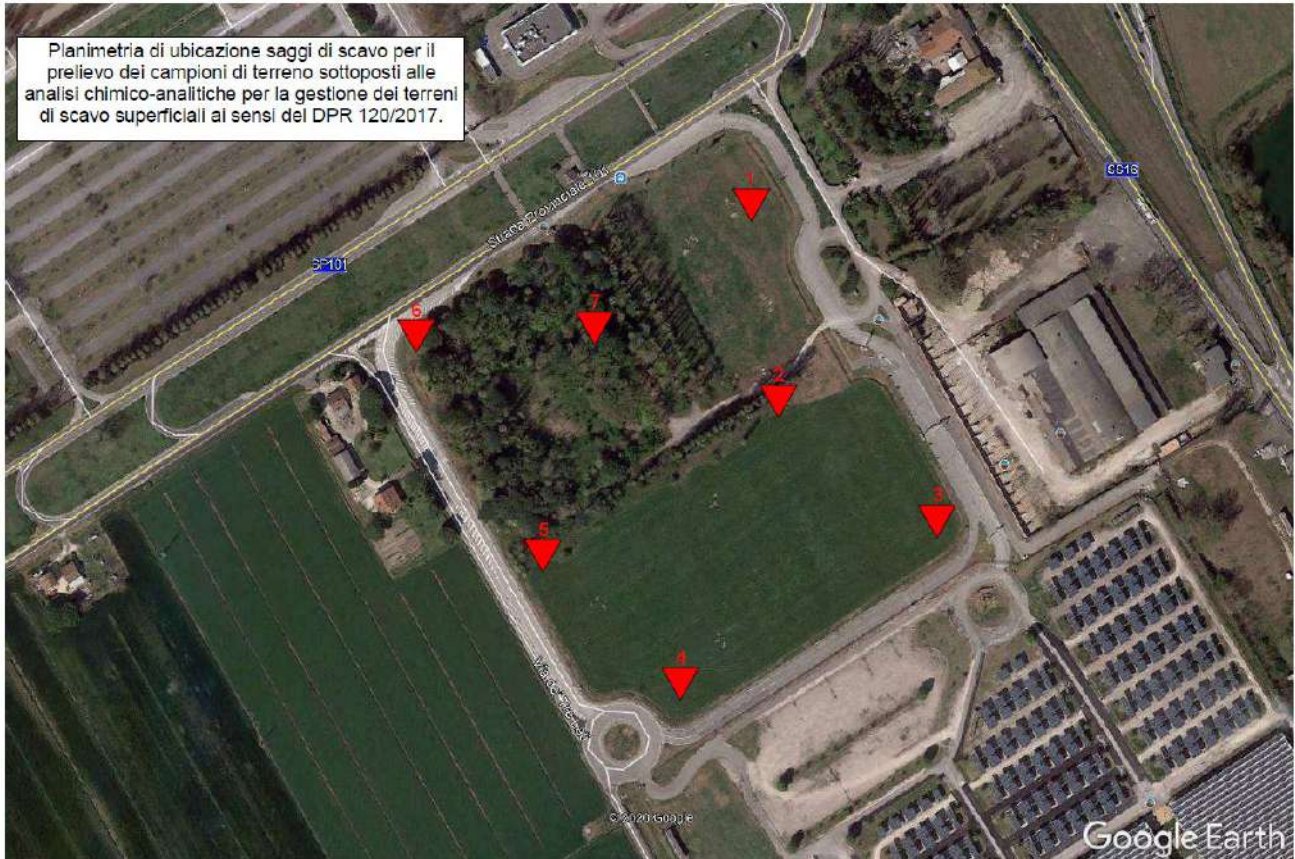 Planimetria di ubicazione saggi di scavo per il
prelievo dei campioni di terreno sottoposti alle
analisi chimico-analitiche per la gestione dei terreni
di scavo superficiali ai sensi del DPR 120/2017.
Strada Provinciale
SP101
SS16
1
7
6
2
3
5
4
© 2020 Google
Google Earth